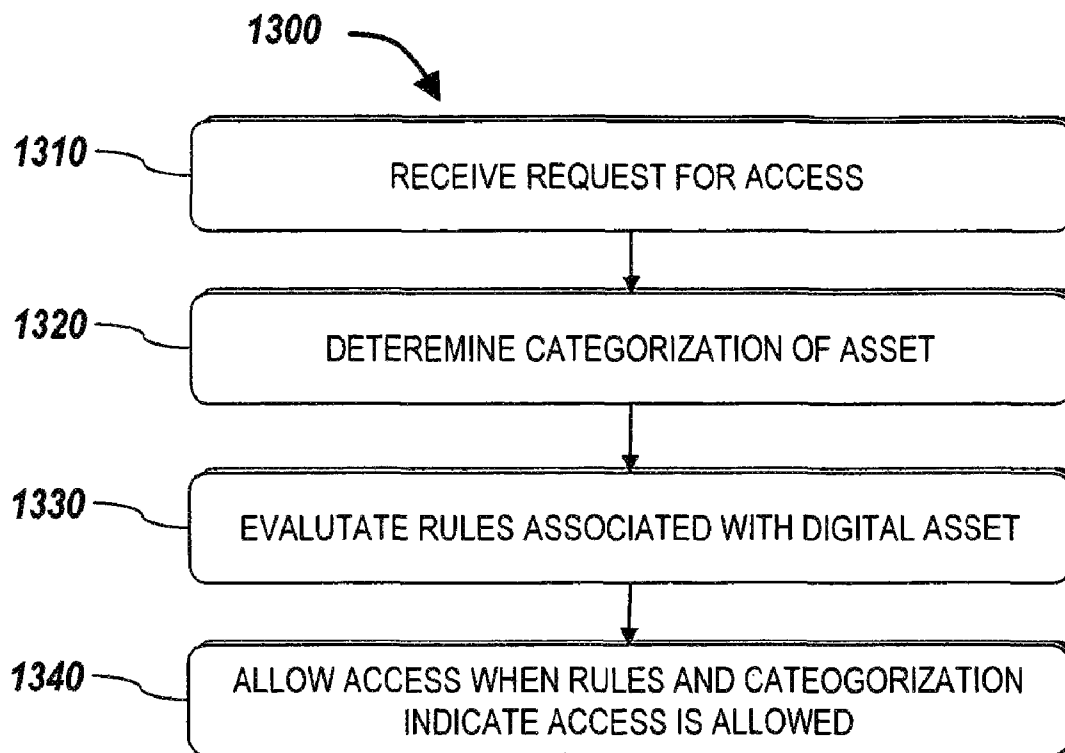 1300
1310
RECEIVE REQUEST FOR ACCESS
1320
DETEREMINE CATEGORIZATION OF ASSET
1330
EVALUTATE RULES ASSOCIATED WITH DIGITAL ASSET
1340
ALLOW ACCESS WHEN RULES AND CATEOGORIZATION
INDICATE ACCESS IS ALLOWED